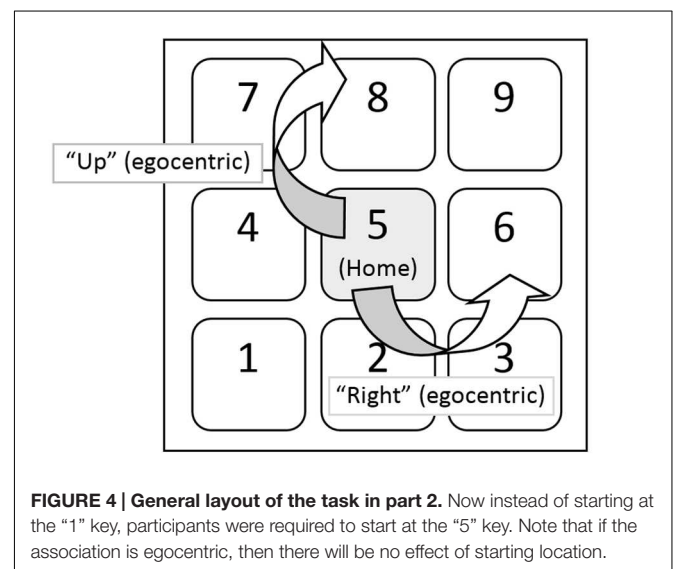 7 8 9
"Up" (egocentric)
4 5 6
(Home)
1 2 3
"Right" (egocentric)
FIGURE 4 | General layout of the task in part 2. Now instead of starting at
the "1" key, participants were required to start at the "5" key. Note that if the
association is egocentric, then there will be no effect of starting location.